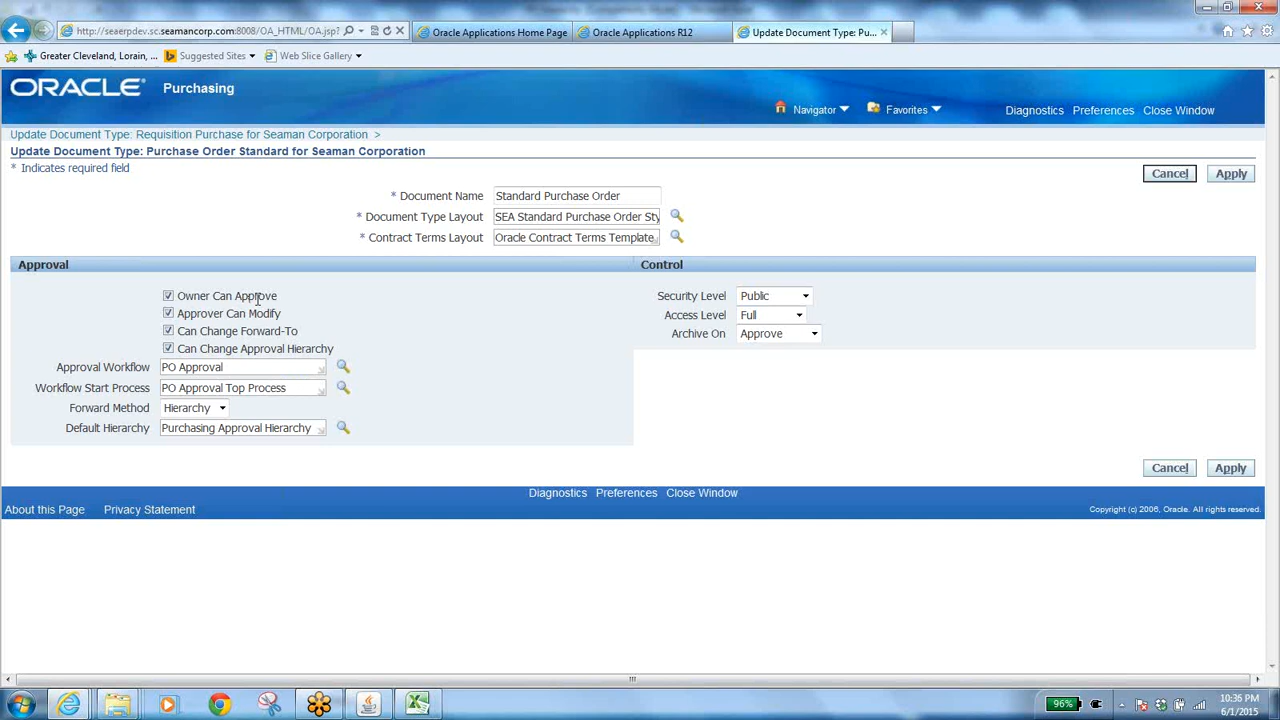 http://seaerpdev.sc.seamancorp.com:8008/OA_HTML/OA.jsp?
Oracle Applications Home Page
Oracle Applications R12
Update Document Type: Pu...
Greater Cleveland, Lorain, ...
Suggested Sites
Web Slice Gallery
ORACLE® Purchasing
Navigator
Favorites
Diagnostics Preferences Close Window
Update Document Type: Requisition Purchase for Seaman Corporation >
Update Document Type: Purchase Order Standard for Seaman Corporation
* Indicates required field
Cancel
Apply
* Document Name Standard Purchase Order
* Document Type Layout SEA Standard Purchase Order Sty
* Contract Terms Layout Oracle Contract Terms Template
Approval
Control
Owner Can Approve
Approver Can Modify
Can Change Forward-To
Can Change Approval Hierarchy
Approval Workflow PO Approval
Workflow Start Process PO Approval Top Process
Forward Method Hierarchy
Default Hierarchy Purchasing Approval Hierarchy
Security Level Public
Access Level Full
Archive On Approve
Cancel
Apply
Diagnostics Preferences Close Window
About this Page Privacy Statement
Copyright (c) 2006, Oracle. All rights reserved.
96%
10:36 PM
6/1/2015